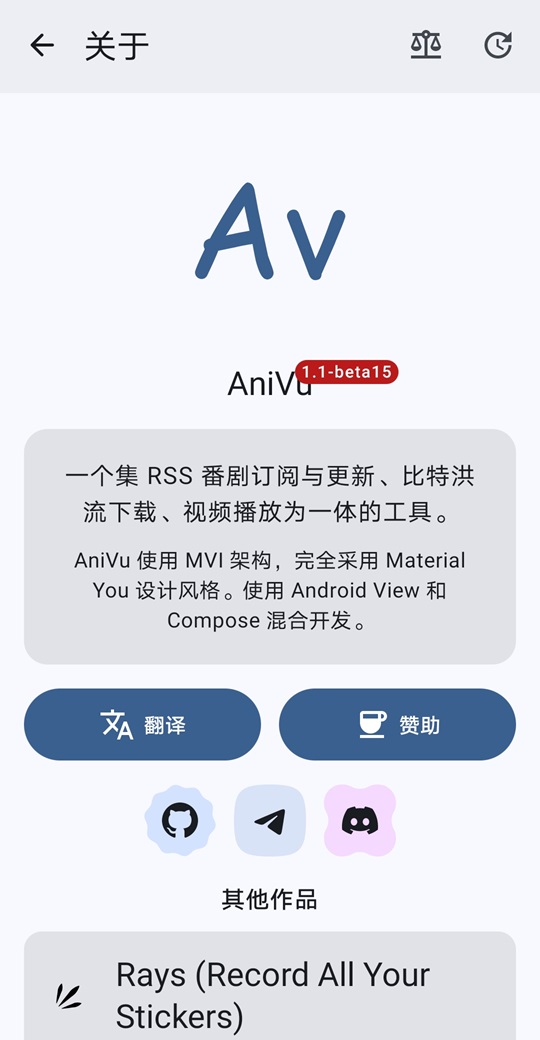 关于
Av
AniVu
1.1-beta15
一个集 RSS 番剧订阅与更新、比特洪
流下载、视频播放为一体的工具。
AniVu 使用 MVI 架构，完全采用 Material
You 设计风格。使用 Android View 和
Compose 混合开发。
翻译
赞助
其他作品
Rays (Record All Your
Stickers)